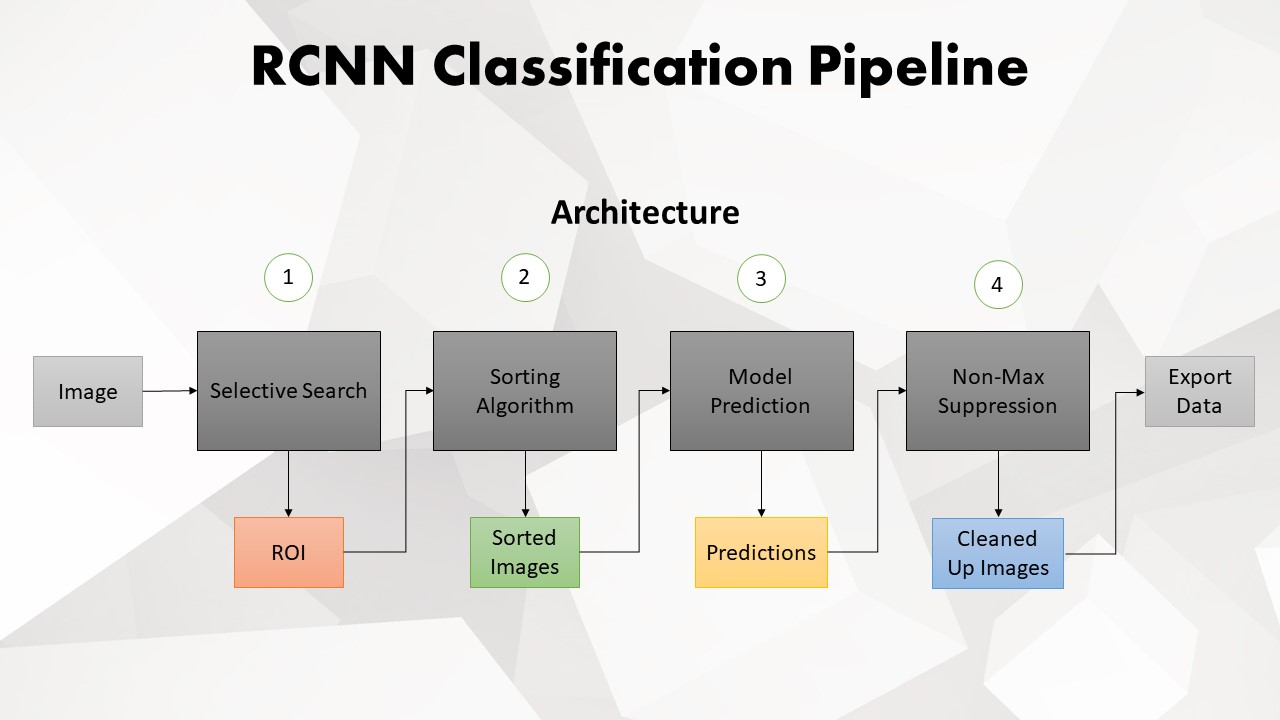 RCNN Classification Pipeline
Architecture
1
2
3
4
Image
Selective Search
Sorting
Algorithm
Model
Prediction
Non-Max
Suppression
Export
Data
ROI
Sorted
Images
Predictions
Cleaned
Up Images